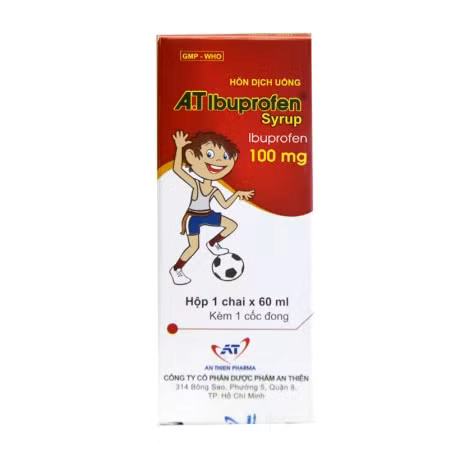 GMP - WHO
HỖN DỊCH UỐNG
A.T Ibuprofen
Syrup
Ibuprofen
100 mg
Hộp 1 chai x 60 ml
Kèm 1 cốc đong
AT
AN THIEN PHARMA
CÔNG TY CỔ PHẦN DƯỢC PHẨM AN THIÊN
314 Bông Sao, Phường 5, Quận 8,
TP. Hồ Chí Minh